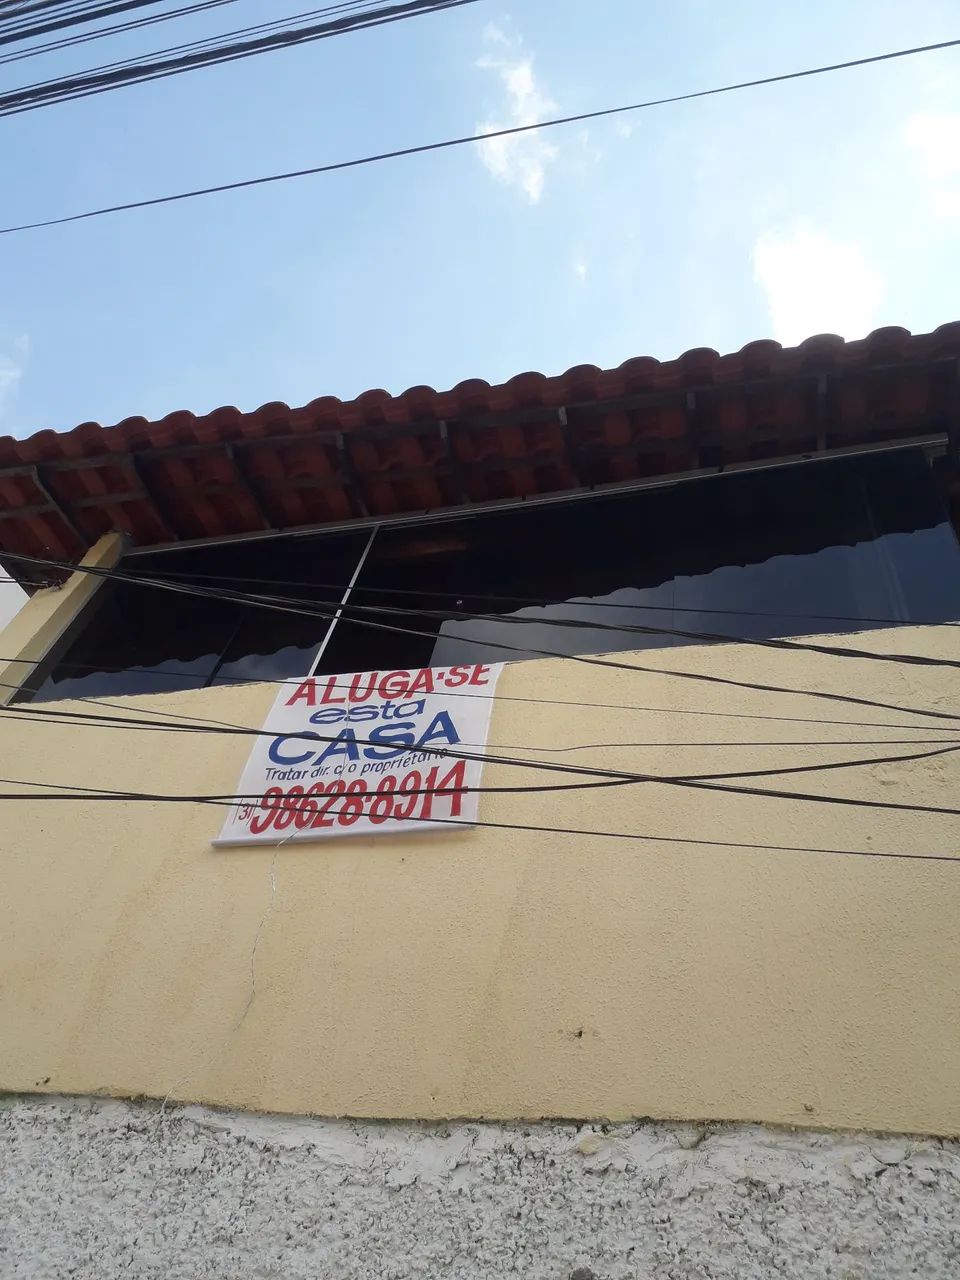 ALUGA-SE
esta
CASA
Tratar dir. c/o proprietário
(31) 98628-8914